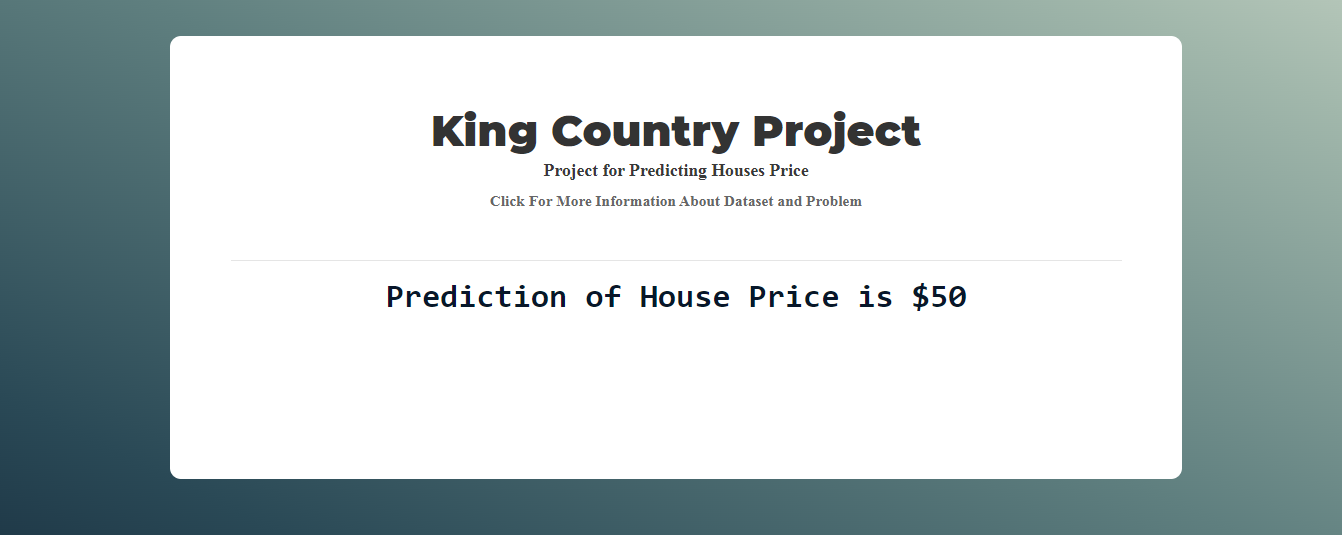 King Country Project
Project for Predicting Houses Price
Click For More Information About Dataset and Problem
Prediction of House Price is $50